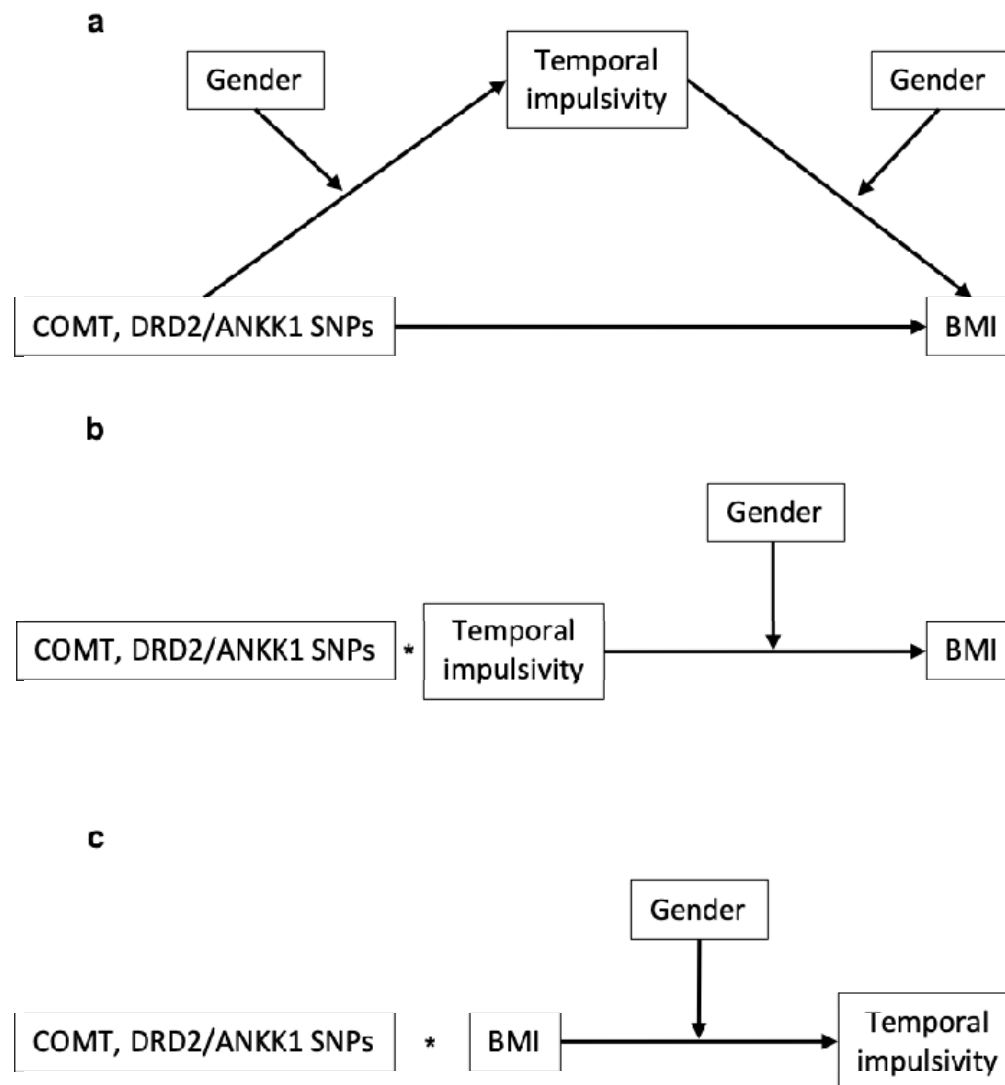 a
Gender
Temporal
impulsivity
Gender
COMT, DRD2/ANKK1 SNPs
BMI
b
Gender
COMT, DRD2/ANKK1 SNPs * Temporal
impulsivity
BMI
c
Gender
COMT, DRD2/ANKK1 SNPs * BMI
Temporal
impulsivity